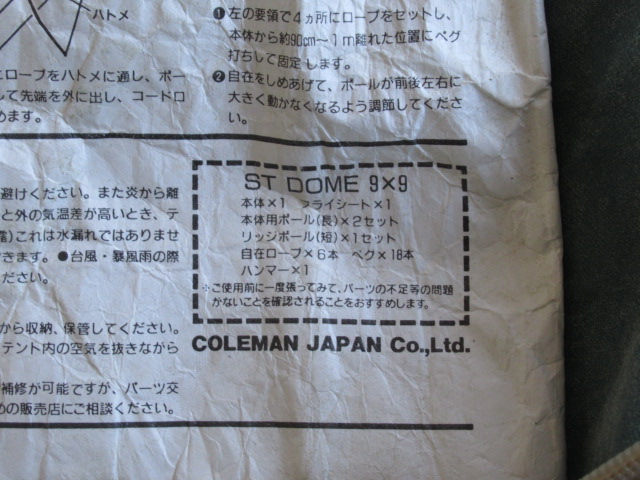 ハトメ
❶左の要領で4ヵ所にロープをセットし、
本体から約90cm〜1m離れた位置にペグ
打ちして固定します。
❷自在をしめあげて、ポールが前後左右に
大きく動かなくなるよう調節してくださ
い。
にロープをハトメに通し、ポー
して先端を外に出し、コードロ
めます。
避けください。また炎から離
と外の気温差が高いとき、テ
露)これは水漏れではありませ
できます。●台風・暴風雨の際
ださい。
から収納、保管してください。
テント内の空気を抜きながら
補修が可能ですが、パーツ交
めの販売店にご相談ください。
ST DOME 9×9
本体×1 フライシート×1
本体用ポール(長)×2セット
リッジポール(短)×1セット
自在ロープ×6本 ペグ×18本
ハンマー×1
※ご使用前に一度張ってみて、パーツの不足等の問題
がないことを確認されることをおすすめします。
COLEMAN JAPAN Co.,Ltd.